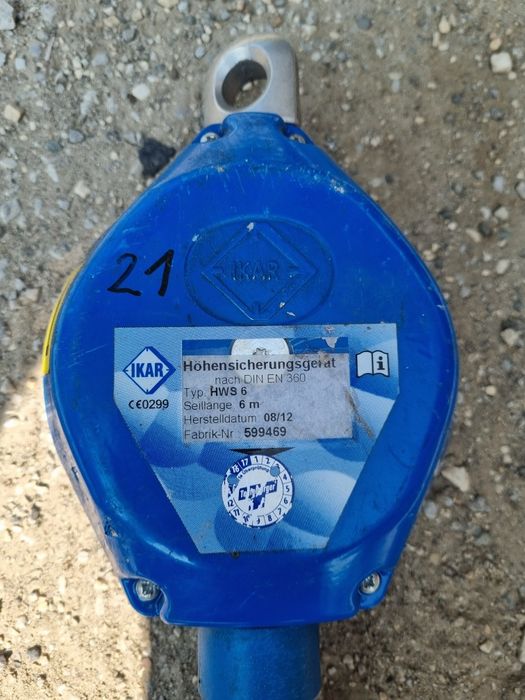 IKAR
21
IKAR
CE0299
Höhensicherungsgerät
nach DIN EN 360
Typ: HWS 6
Seillänge: 6 m
Herstelldatum: 08/12
Fabrik-Nr: 599469
i